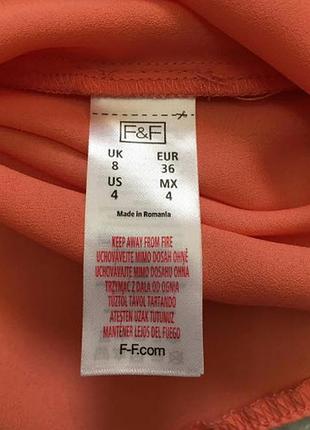 F&F
UK EUR
8 36
US MX
4 4
Made in Romania
KEEP AWAY FROM FIRE
UCHOVÁVEJTE MIMO DOSAH OHNĚ
UCHOVÁVAJTE MIMO DOSAHU OHŇA
TRZYMAĆ Z DALA OD OGNIA
TŰZTŐL TÁVOL TARTANDÓ
ATEŞTEN UZAK TUTUNUZ
MANTENER LEJOS DEL FUEGO
F-F.com